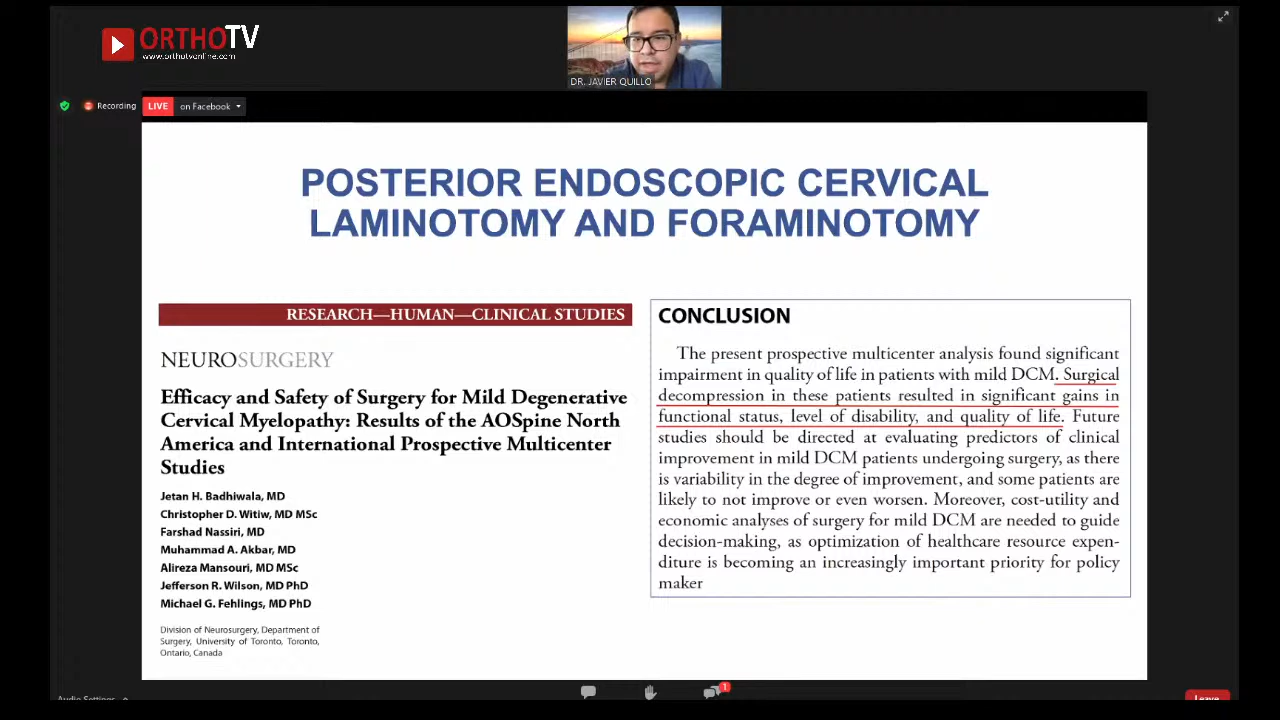 ORTHOTV
www.orthotvonline.com
DR. JAVIER QUILLO
Recording
LIVE
on Facebook
POSTERIOR ENDOSCOPIC CERVICAL
LAMINOTOMY AND FORAMINOTOMY
RESEARCH—HUMAN—CLINICAL STUDIES
NEUROSURGERY
Efficacy and Safety of Surgery for Mild Degenerative
Cervical Myelopathy: Results of the AOSpine North
America and International Prospective Multicenter
Studies
Jetan H. Badhiwala, MD
Christopher D. Witiw, MD MSc
Farshad Nassiri, MD
Muhammad A. Akbar, MD
Alireza Mansouri, MD MSc
Jefferson R. Wilson, MD PhD
Michael G. Fehlings, MD PhD
Division of Neurosurgery, Department of
Surgery, University of Toronto, Toronto,
Ontario, Canada
CONCLUSION
The present prospective multicenter analysis found significant
impairment in quality of life in patients with mild DCM. Surgical
decompression in these patients resulted in significant gains in
functional status, level of disability, and quality of life. Future
studies should be directed at evaluating predictors of clinical
improvement in mild DCM patients undergoing surgery, as there
is variability in the degree of improvement, and some patients are
likely to not improve or even worsen. Moreover, cost-utility and
economic analyses of surgery for mild DCM are needed to guide
decision-making, as optimization of healthcare resource expen-
diture is becoming an increasingly important priority for policy
maker
Audio Settings
1
Leave